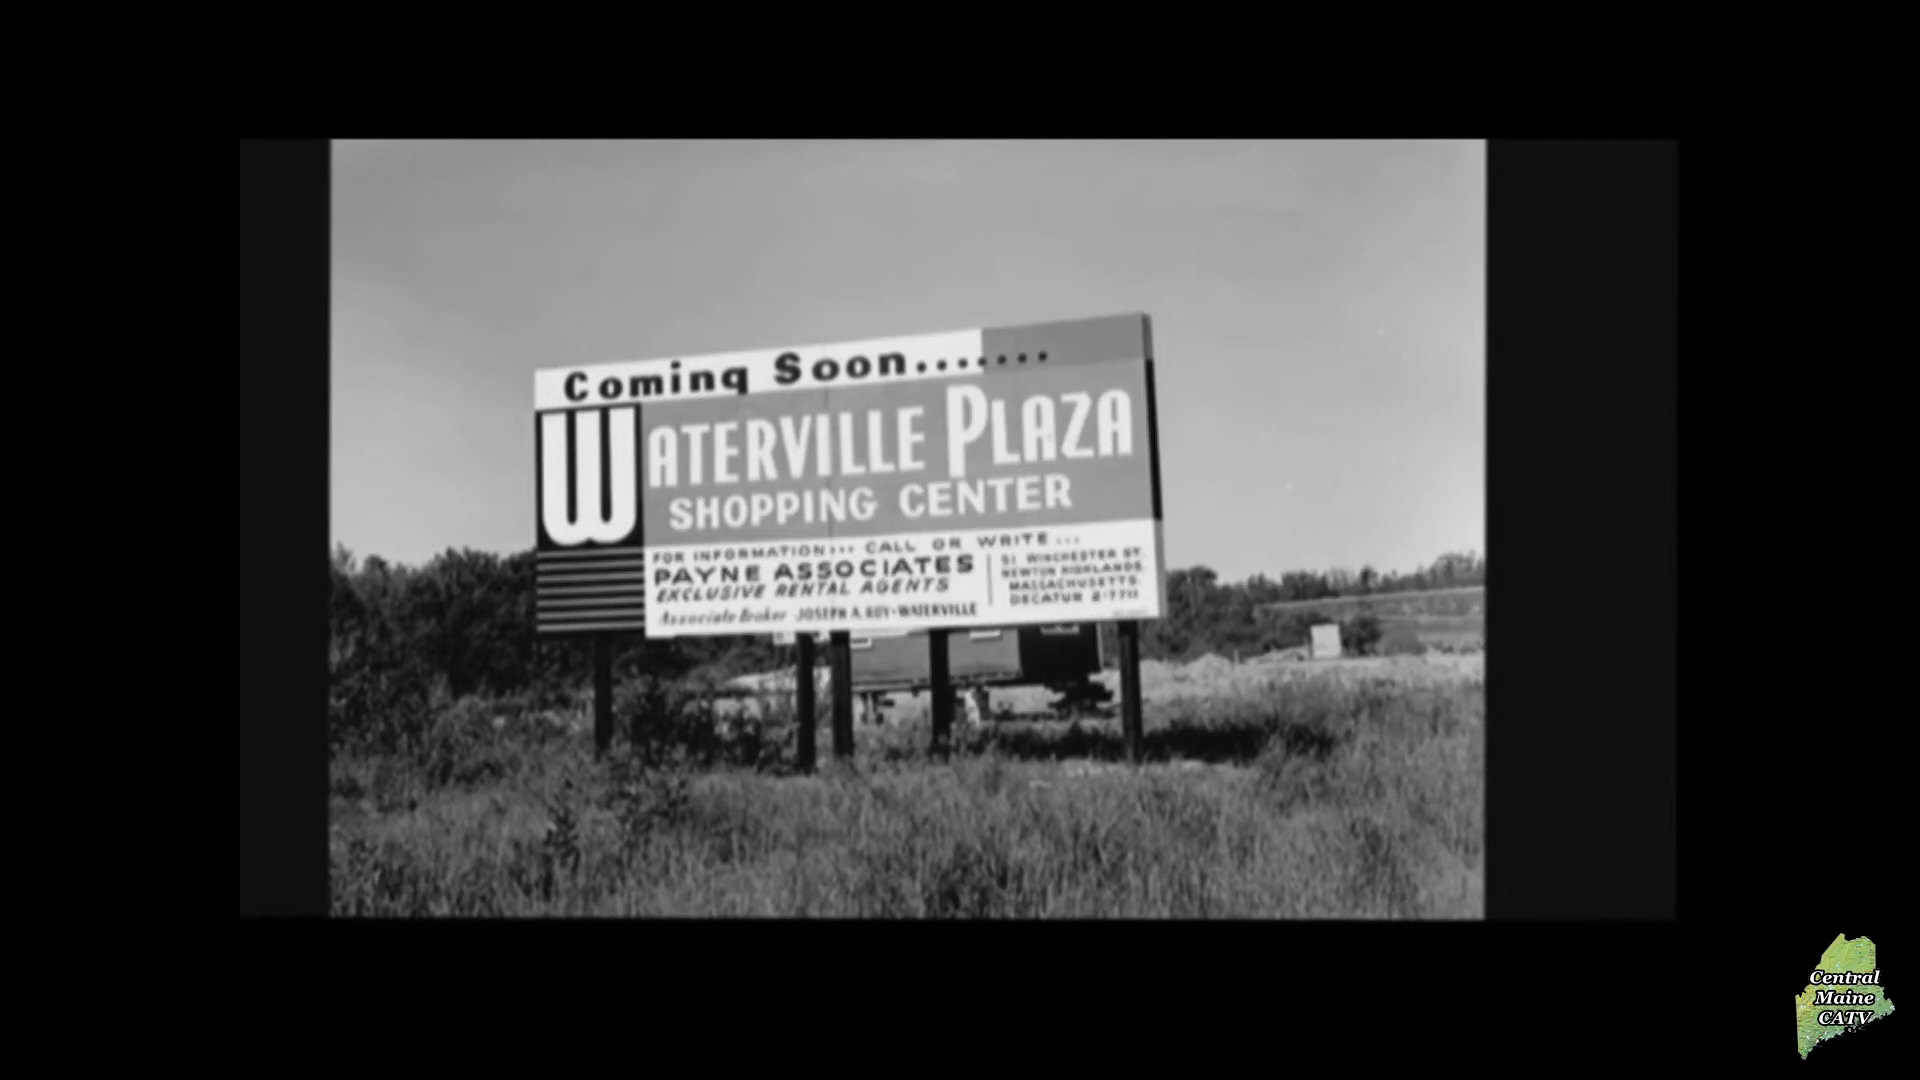 Coming Soon.......
WATERVILLE PLAZA
SHOPPING CENTER
FOR INFORMATION... CALL OR WRITE...
PAYNE ASSOCIATES
EXCLUSIVE RENTAL AGENTS
Associate Broker JOSEPH A. ROY - WATERVILLE
51 WINCHESTER ST.
NEWTON HIGHLANDS,
MASSACHUSETTS
DECATUR 2-7711
Central
Maine
CATV